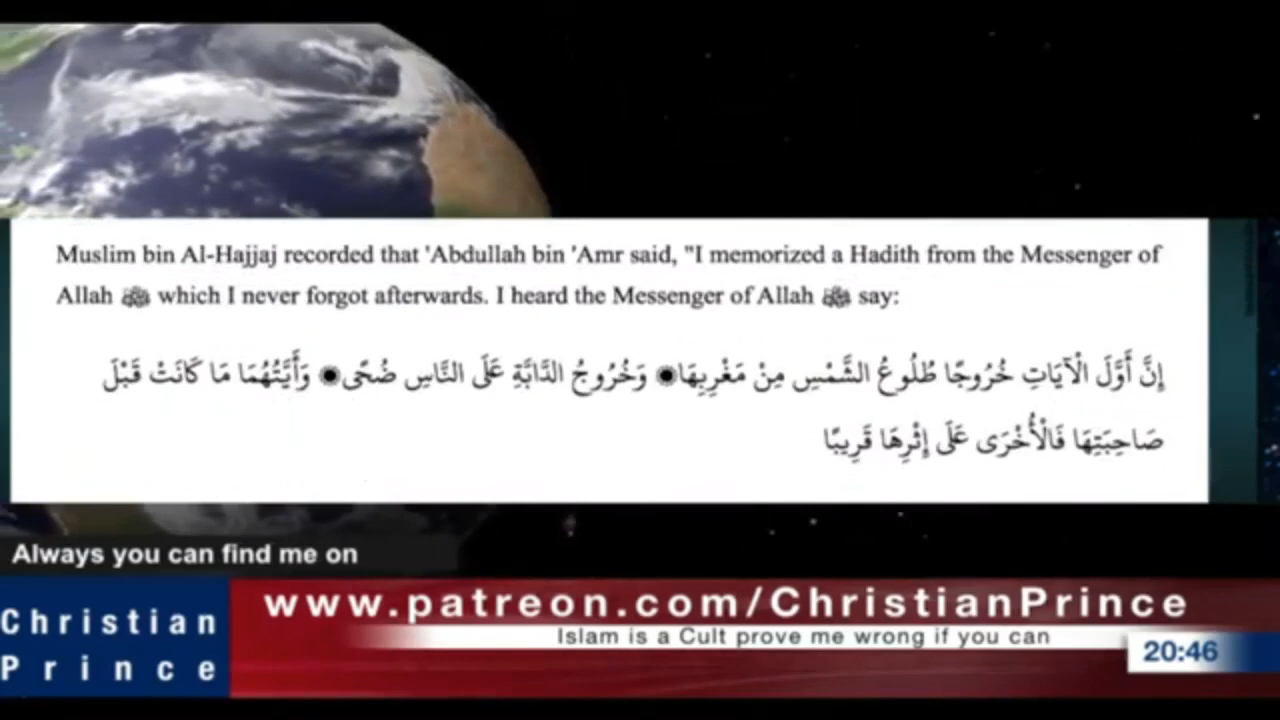 Muslim bin Al-Hajjaj recorded that 'Abdullah bin 'Amr said, "I memorized a Hadith from the Messenger of
Allah ﷺ which I never forgot afterwards. I heard the Messenger of Allah ﷺ say:
إِنَّ أَوَّلَ الْآيَاتِ خُرُوجًا طُلُوعُ الشَّمْسِ مِنْ مَغْرِبِهَا● وَخُرُوجُ الدَّابَّةِ عَلَى النَّاسِ ضُحًى● وَأَيَّتُهُمَا مَا كَانَتْ قَبْلَ
صَاحِبَتِهَا فَالْأُخْرَى عَلَى إِثْرِهَا قَرِيبًا
Always you can find me on
Christian
Prince
www.patreon.com/ChristianPrince
Islam is a Cult prove me wrong if you can
20:46